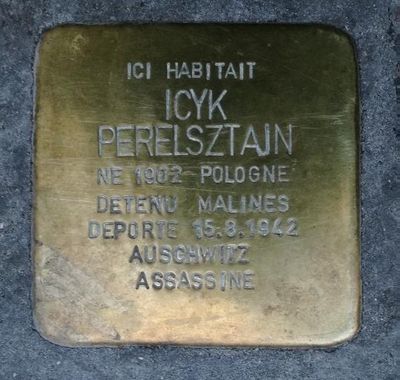 ICI HABITAIT
ICYK
PERELSZTAJN
NE 1902 POLOGNE
DETENU MALINES
DEPORTE 15.8.1942
AUSCHWITZ
ASSASSINE